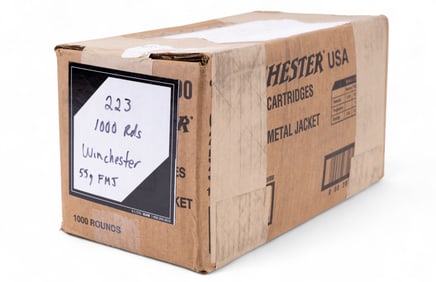 223
1000 Rds
Winchester
55g FMJ
1000 ROUNDS
HESTER USA
CARTRIDGES
METAL JACKET